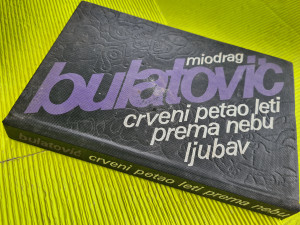 miodrag
bulatović
crveni petao leti
prema nebu
ljubav
bulatović crveni petao leti prema nebu